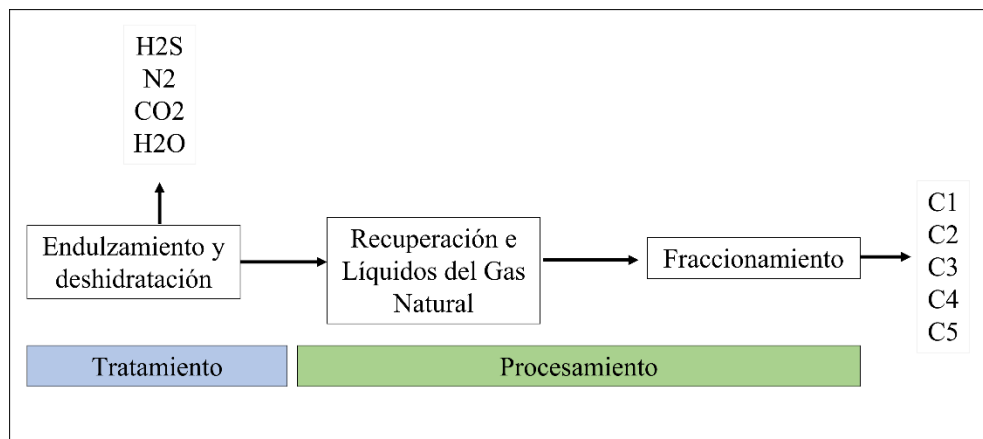 H2S
N2
CO2
H2O
Endulzamiento y
deshidratación
Recuperación e
Líquidos del Gas
Natural
Fraccionamiento
C1
C2
C3
C4
C5
Tratamiento
Procesamiento